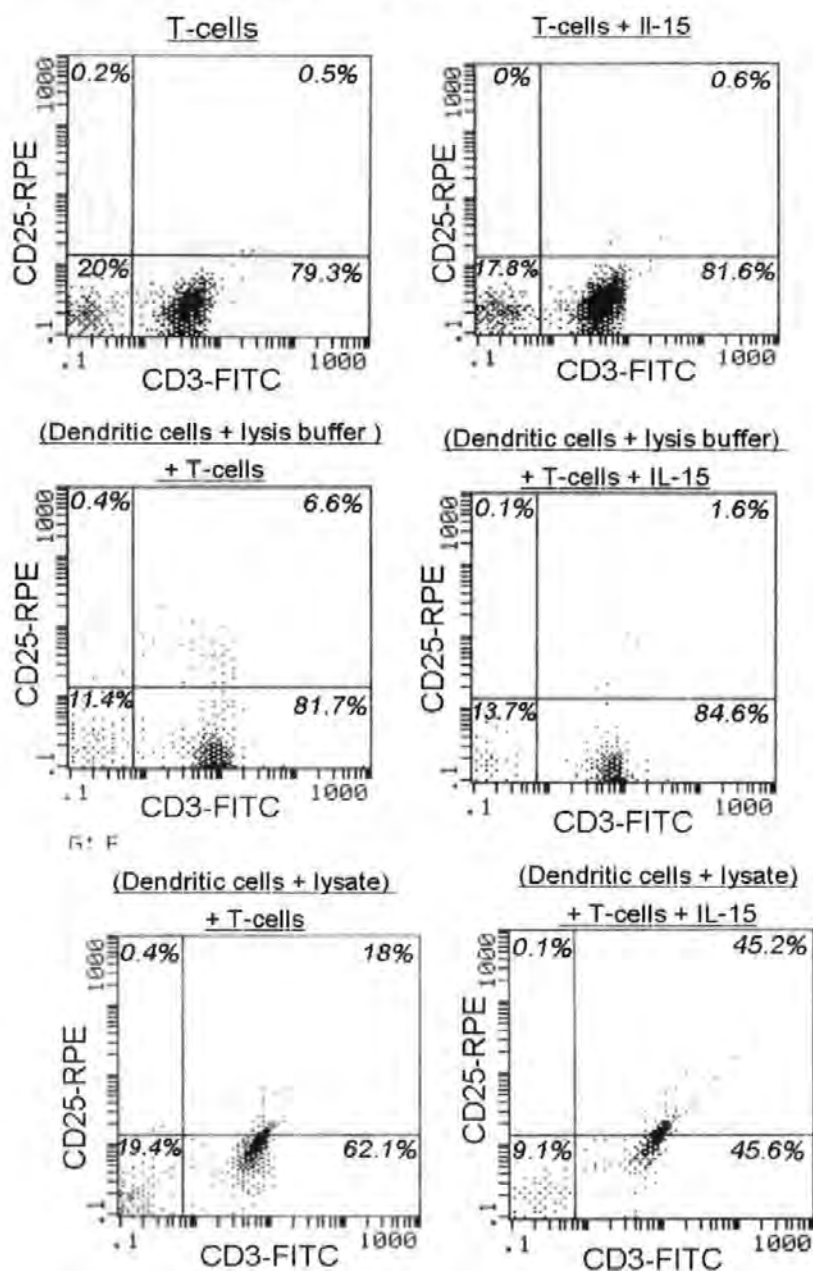 T-cells
0.2% 0.5%
20% 79.3%
1000
.1
CD25-RPE
.1 1000
CD3-FITC
T-cells + Il-15
0% 0.6%
17.8% 81.6%
1000
.1
CD25-RPE
.1 1000
CD3-FITC
(Dendritic cells + lysis buffer )
+ T-cells
0.4% 6.6%
11.4% 81.7%
1000
.1
CD25-RPE
.1 1000
CD3-FITC
(Dendritic cells + lysis buffer)
+ T-cells + IL-15
0.1% 1.6%
13.7% 84.6%
1000
.1
CD25-RPE
.1 1000
CD3-FITC
(Dendritic cells + lysate)
+ T-cells
0.4% 18%
19.4% 62.1%
1000
.1
CD25-RPE
.1 1000
CD3-FITC
(Dendritic cells + lysate)
+ T-cells + IL-15
0.1% 45.2%
9.1% 45.6%
1000
.1
CD25-RPE
.1 1000
CD3-FITC